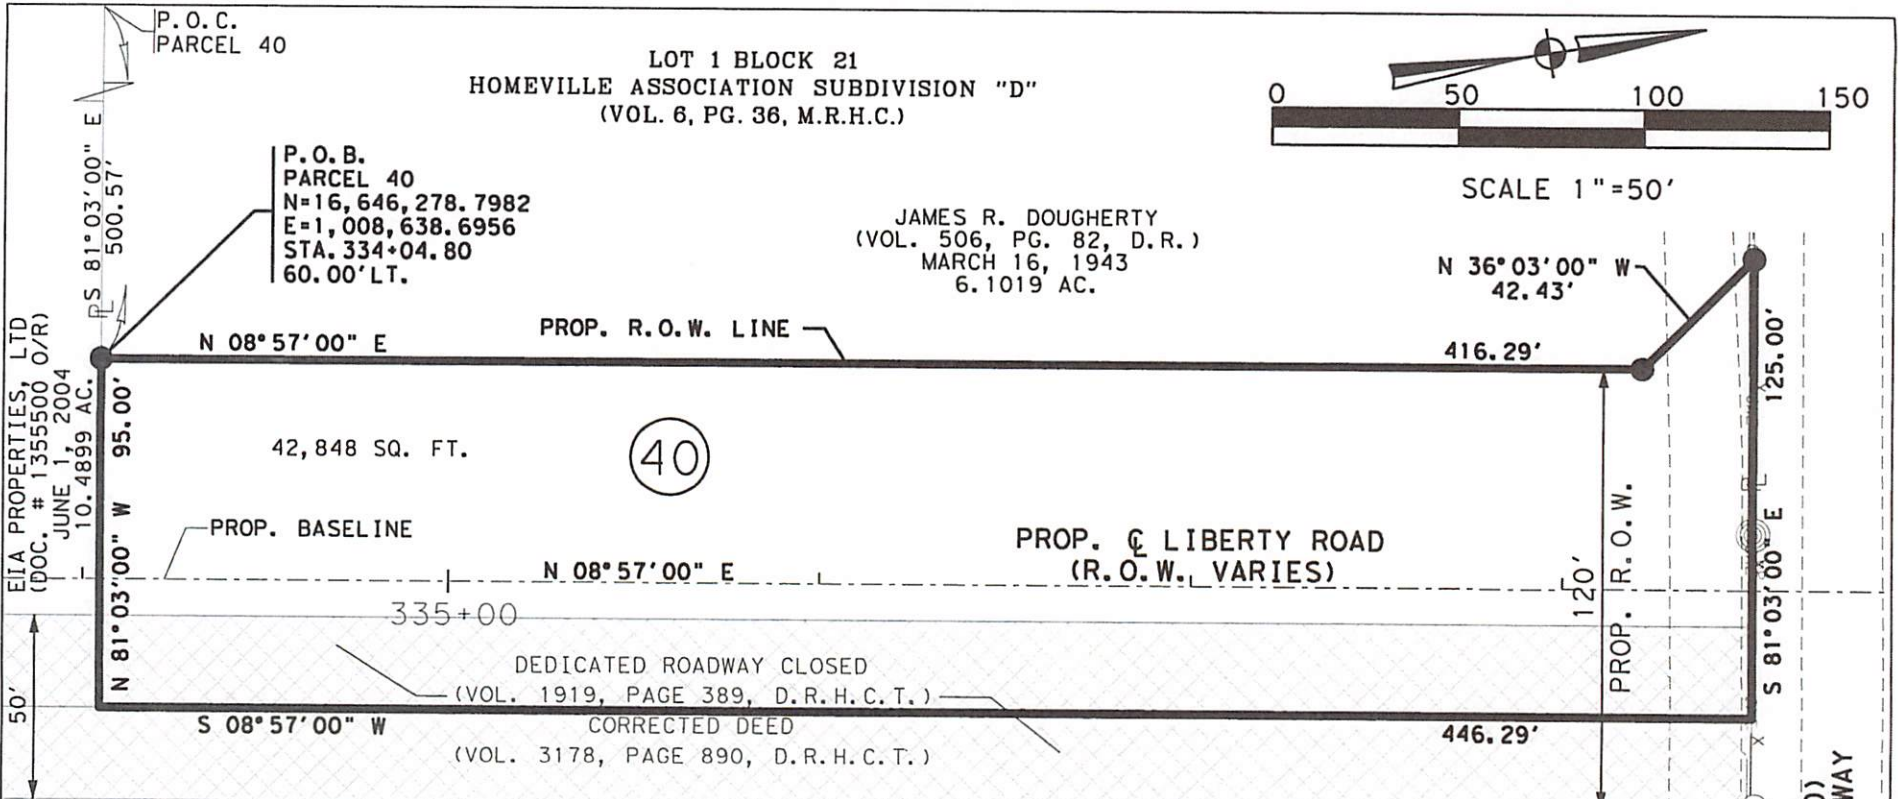 P.O.C.
PARCEL 40
LOT 1 BLOCK 21
HOMEVILLE ASSOCIATION SUBDIVISION "D"
(VOL. 6, PG. 36, M.R.H.C.)
0 50 100 150
SCALE 1"=50'
S 81°03'00" E
500.57'
P.O.B.
PARCEL 40
N=16,646,278.7982
E=1,008,638.6956
STA. 334+04.80
60.00'LT.
JAMES R. DOUGHERTY
(VOL. 506, PG. 82, D.R.)
MARCH 16, 1943
6.1019 AC.
N 36°03'00" W
42.43'
N 08°57'00" E
PROP. R.O.W. LINE
416.29'
125.00'
S 81°03'00" E
EIIA PROPERTIES, LTD
(DOC. # 1355500 O/R)
JUNE 1, 2004
10.4899 AC.
N 81°03'00" W 95.00'
42,848 SQ. FT.
40
PROP. BASELINE
N 08°57'00" E
PROP. ℄ LIBERTY ROAD
(R.O.W. VARIES)
120'
PROP. R.O.W.
335+00
DEDICATED ROADWAY CLOSED
(VOL. 1919, PAGE 389, D.R.H.C.T.)
CORRECTED DEED
(VOL. 3178, PAGE 890, D.R.H.C.T.)
50'
S 08°57'00" W
446.29'
WAY